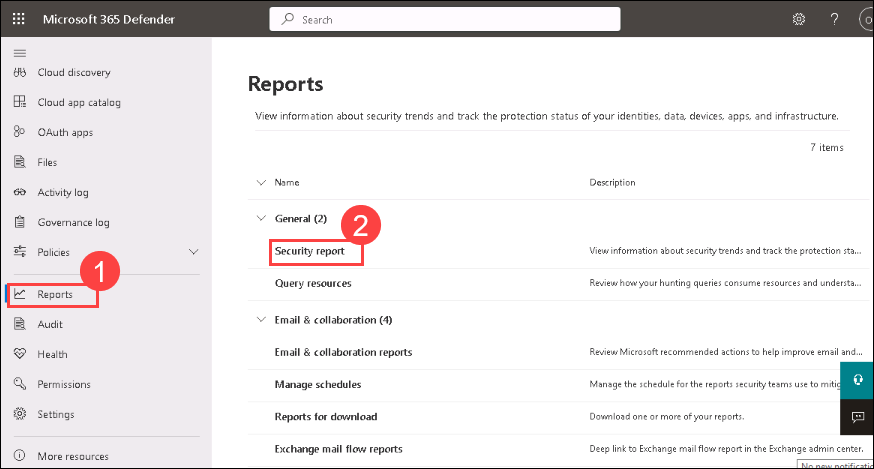 Microsoft 365 Defender
Search
?
O
Cloud discovery
Cloud app catalog
OAuth apps
Files
Activity log
Governance log
Policies
1
Reports
Audit
Health
Permissions
Settings
More resources
Reports
View information about security trends and track the protection status of your identities, data, devices, apps, and infrastructure.
7 items
Name Description
General (2)
2
Security report View information about security trends and track the protection sta...
Query resources Review how your hunting queries consume resources and understa...
Email & collaboration (4)
Email & collaboration reports Review Microsoft recommended actions to help improve email and...
Manage schedules Manage the schedule for the reports security teams use to mitig
Reports for download Download one or more of your reports.
Exchange mail flow reports Deep link to Exchange mail flow report in the Exchange admin center.
No new notificatio